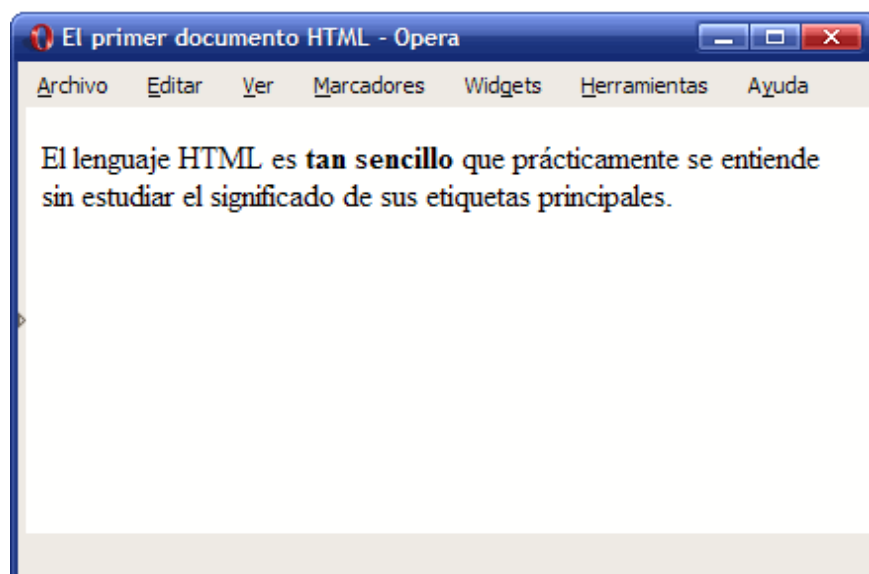 El primer documento HTML - Opera
Archivo Editar Ver Marcadores Widgets Herramientas Ayuda
El lenguaje HTML es tan sencillo que prácticamente se entiende
sin estudiar el significado de sus etiquetas principales.